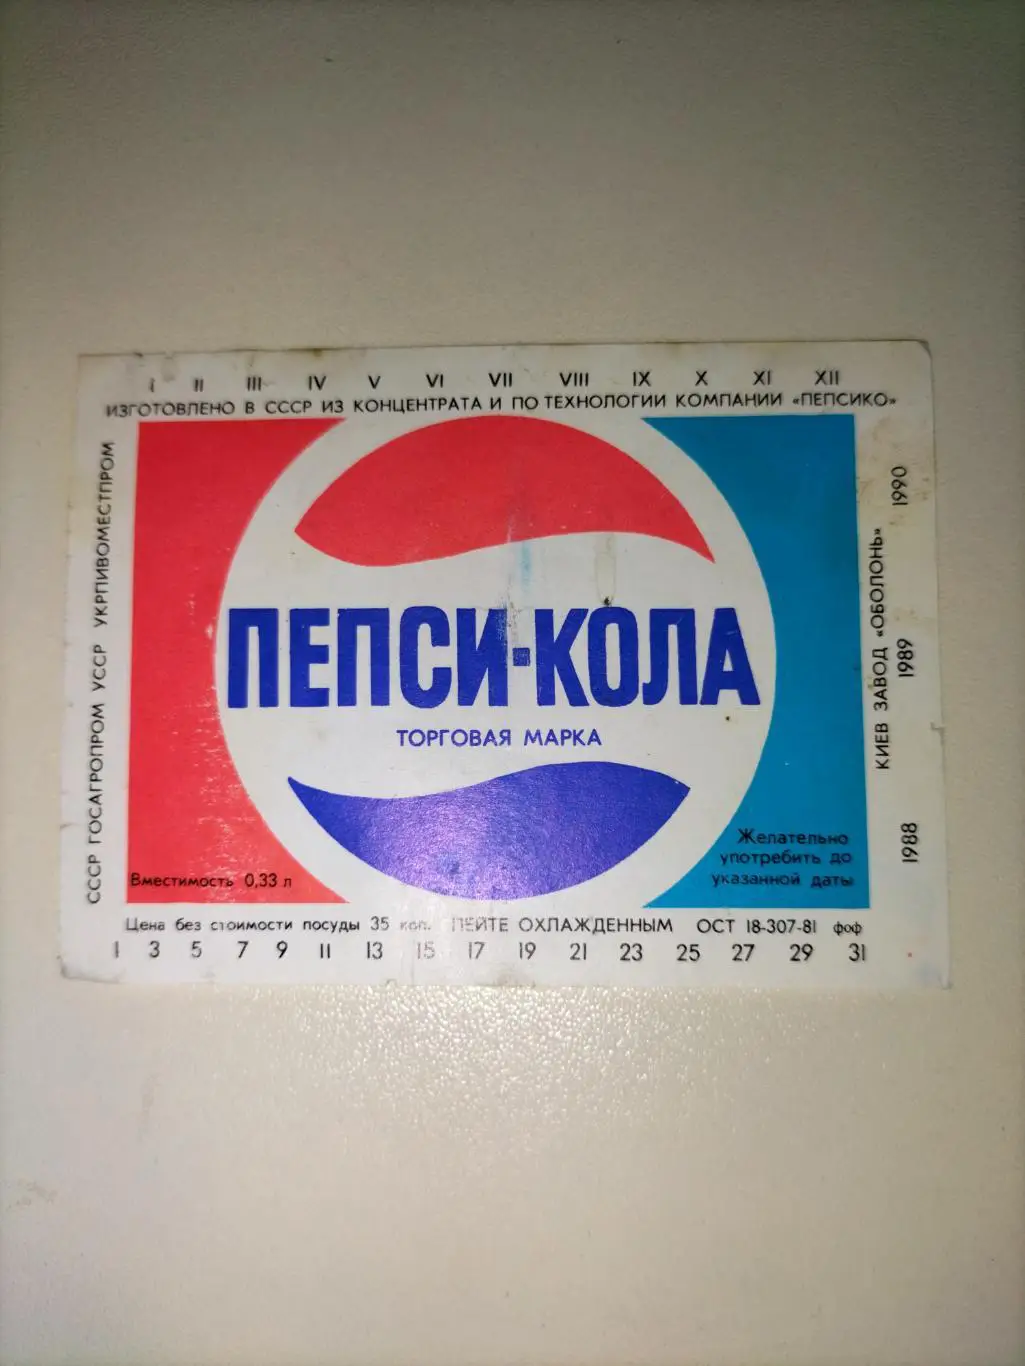 I II III IV V VI VII VIII IX X XI XII
ИЗГОТОВЛЕНО В СССР ИЗ КОНЦЕНТРАТА И ПО ТЕХНОЛОГИИ КОМПАНИИ «ПЕПСИКО»
СССР ГОСАГРОПРОМ УССР УКРПИВОМЕСТПРОМ
ПЕПСИ-КОЛА
ТОРГОВАЯ МАРКА
КИЕВ ЗАВОД «ОБОЛОНЬ»
1988 1989 1990
Вместимость 0,33 л
Желательно
употребить до
указанной даты
Цена без стоимости посуды 35 коп. ПЕЙТЕ ОХЛАЖДЕННЫМ ОСТ 18-307-81 фоф
1 3 5 7 9 11 13 15 17 19 21 23 25 27 29 31